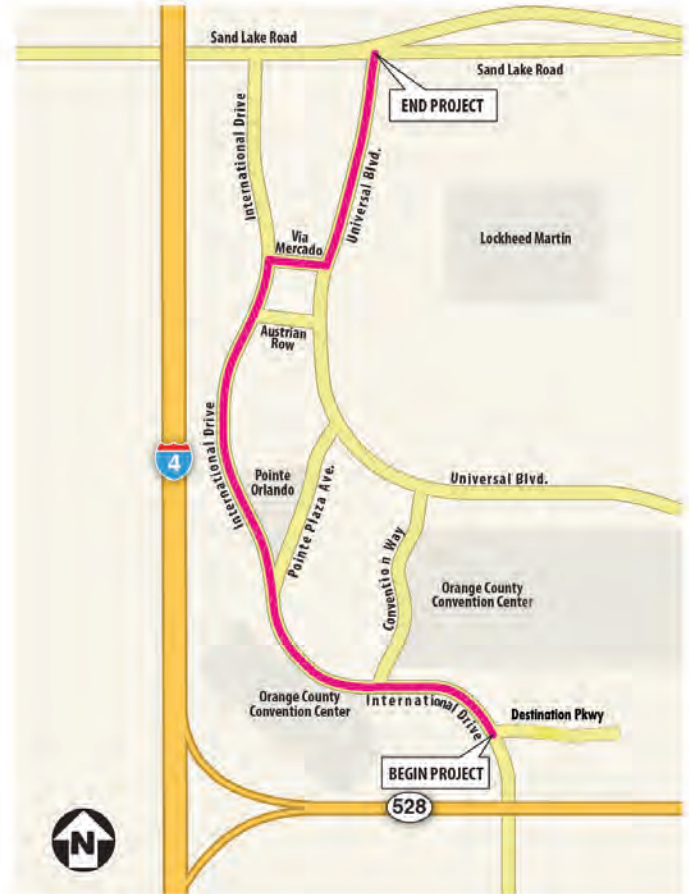 Sand Lake Road
Sand Lake Road
END PROJECT
International Drive
Universal Blvd.
Via
Mercado
Lockheed Martin
Austrian
Row
International Drive
4
Pointe
Orlando
Pointe Plaza Ave.
Universal Blvd.
Convention Way
Orange County
Convention Center
Orange County
Convention Center
International Drive
Destination Pkwy
BEGIN PROJECT
528
N